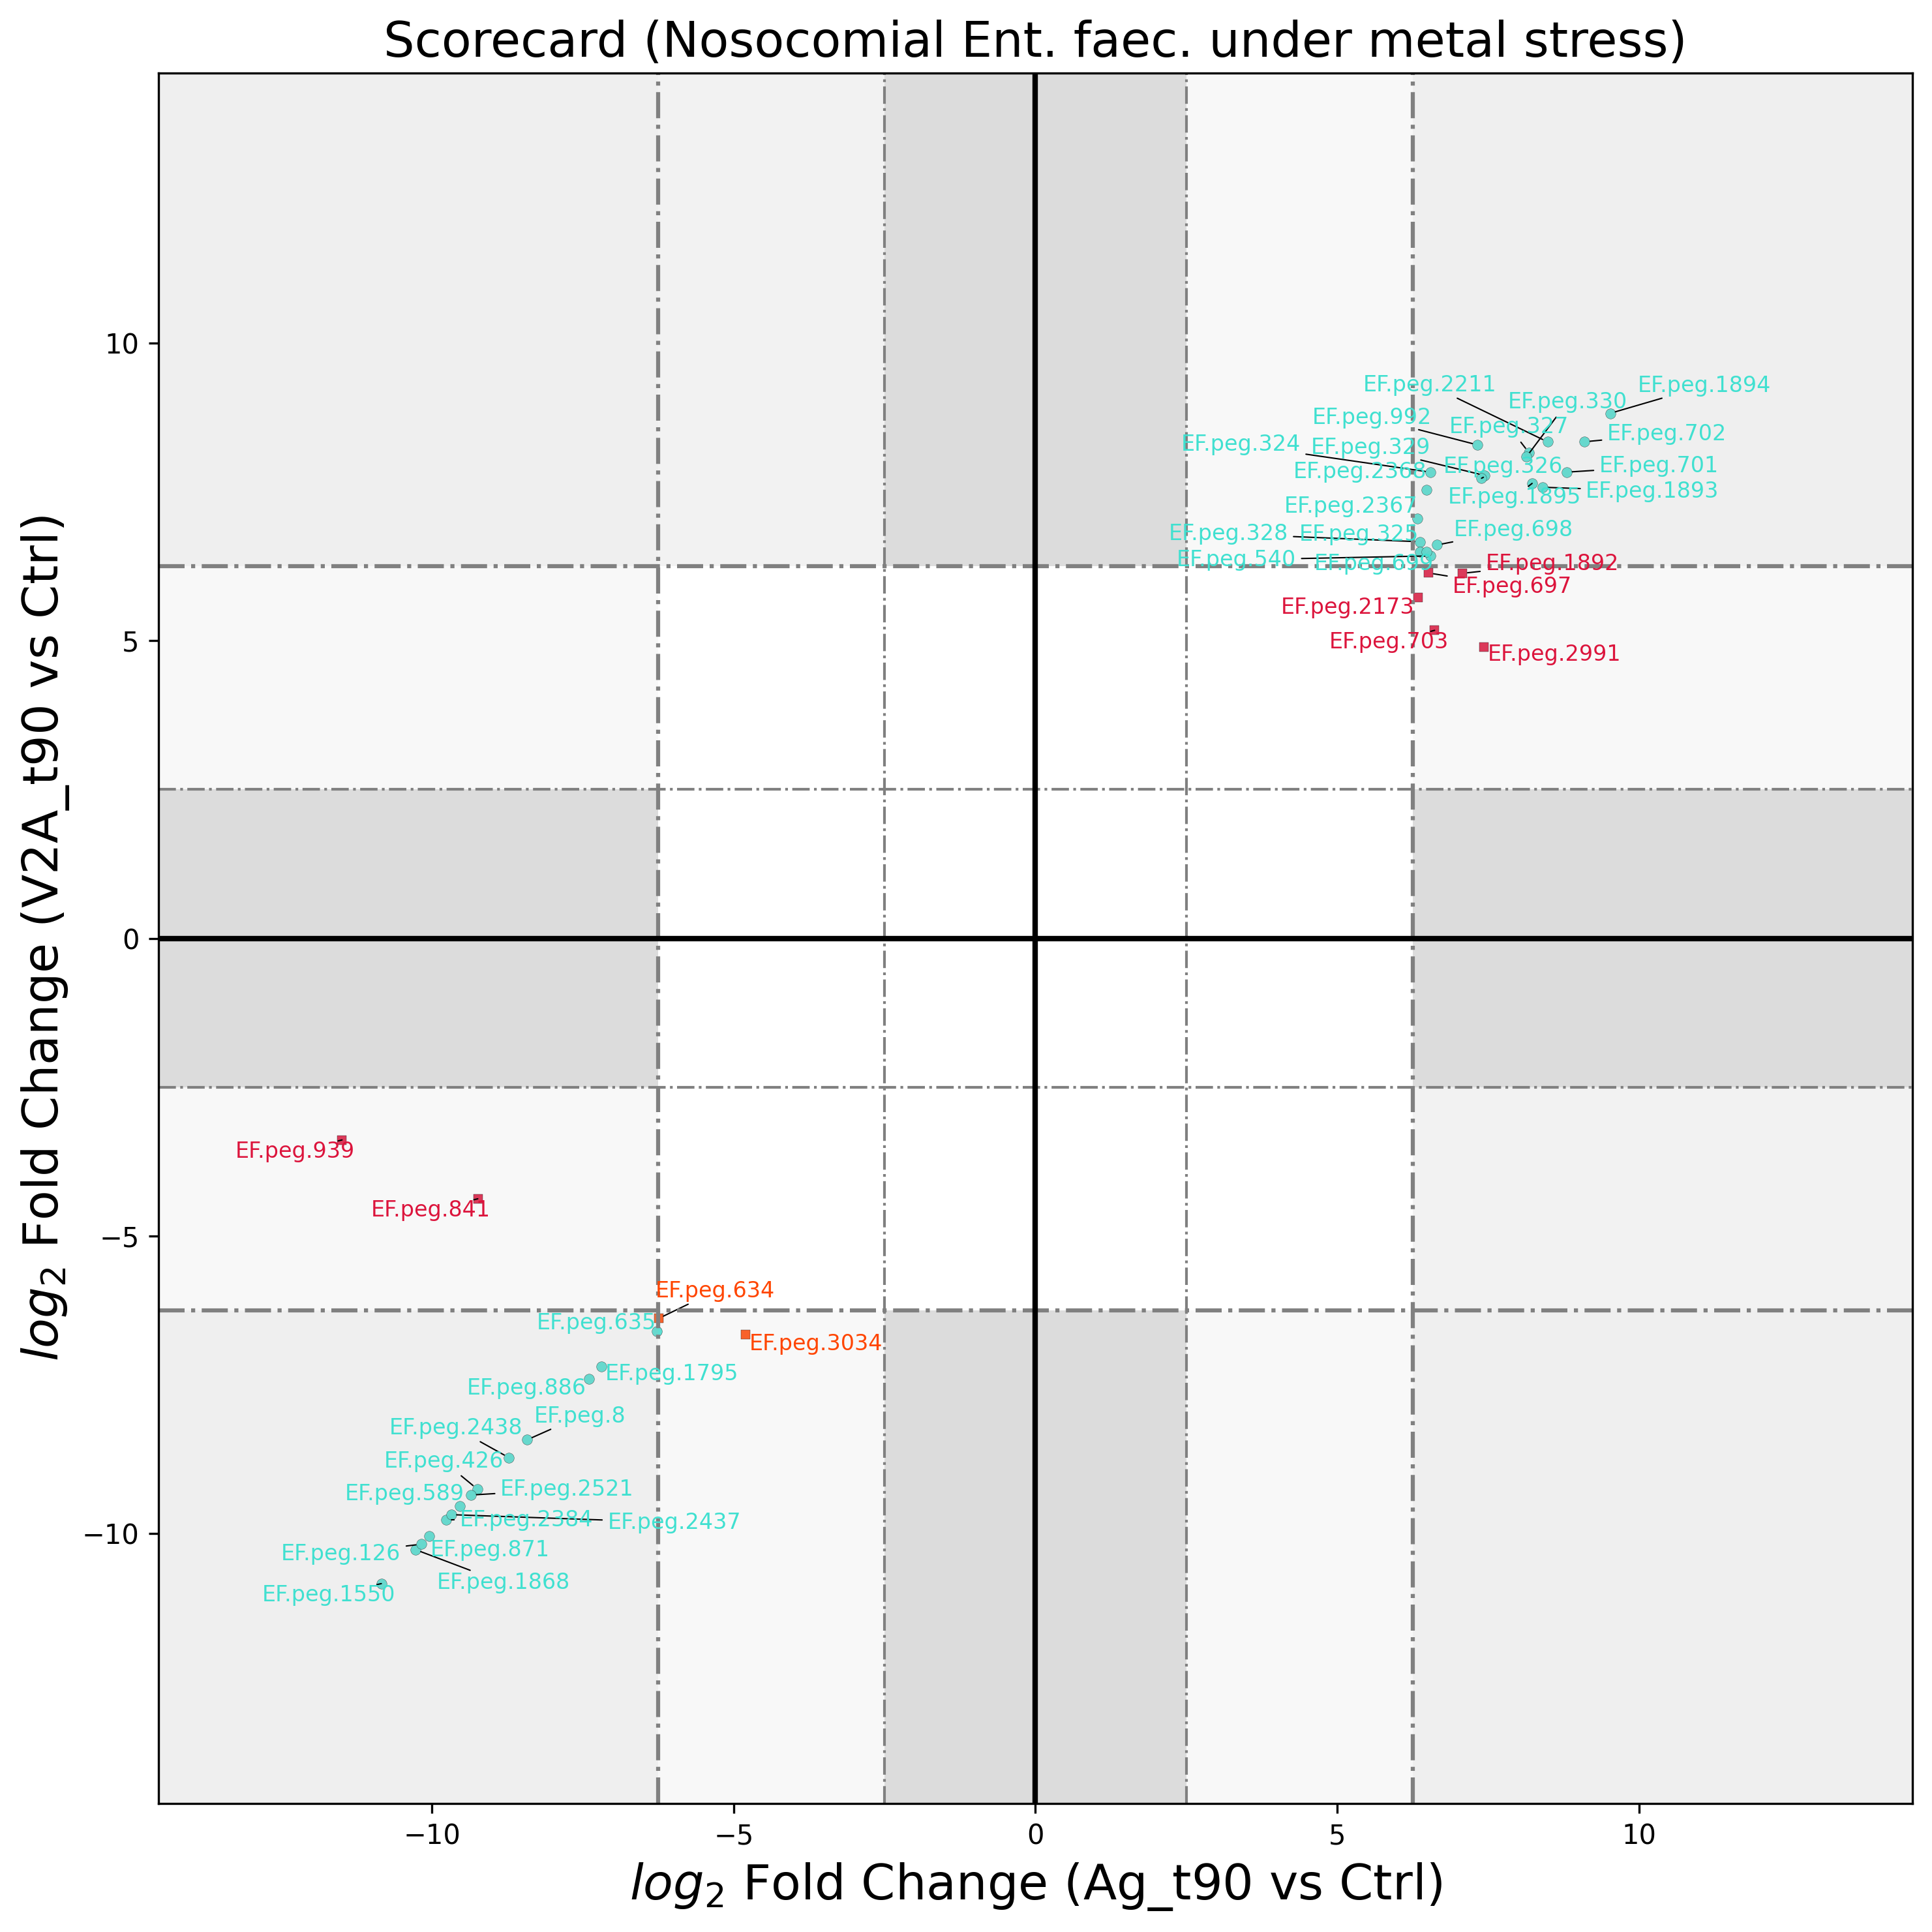 Scorecard (Nosocomial Ent. faec. under metal stress)
log2 Fold Change (V2A_t90 vs Ctrl)
10
5
0
−5
−10
EF.peg.2211
EF.peg.1894
EF.peg.330
EF.peg.992
EF.peg.327
EF.peg.702
EF.peg.324
EF.peg.329
EF.peg.2368
EF.peg.326
EF.peg.701
EF.peg.1895
EF.peg.1893
EF.peg.2367
EF.peg.328
EF.peg.325
EF.peg.698
EF.peg.540
EF.peg.699
EF.peg.1892
EF.peg.697
EF.peg.2173
EF.peg.703
EF.peg.2991
EF.peg.939
EF.peg.841
EF.peg.634
EF.peg.635
EF.peg.3034
EF.peg.1795
EF.peg.886
EF.peg.8
EF.peg.2438
EF.peg.426
EF.peg.589
EF.peg.2521
EF.peg.2384
EF.peg.2437
EF.peg.126
EF.peg.871
EF.peg.1868
EF.peg.1550
−10
−5
0
5
10
log2 Fold Change (Ag_t90 vs Ctrl)